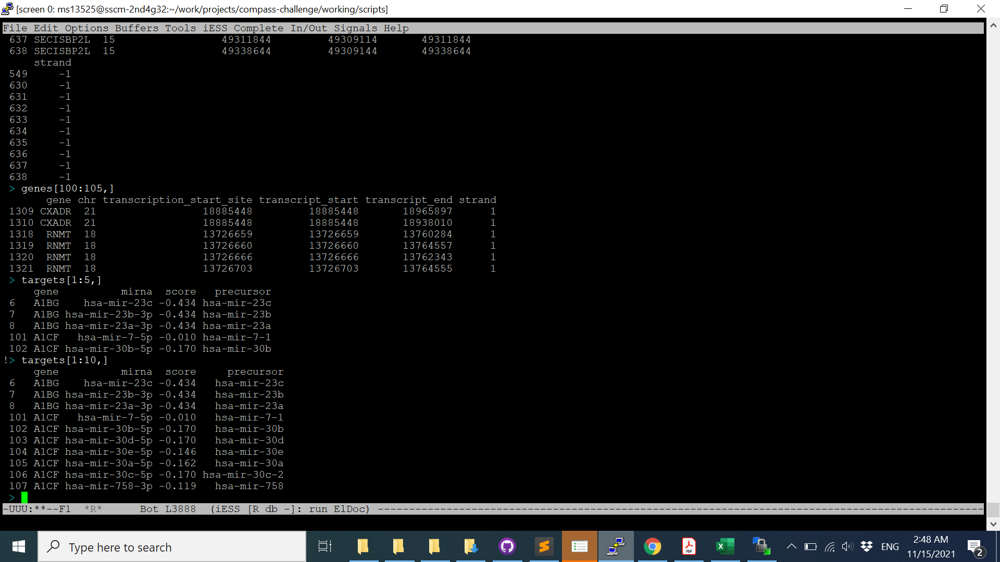 [screen 0: ms13525@sscm-2nd4g32:~/work/projects/compass-challenge/working/scripts]
File Edit Options Buffers Tools iESS Complete In/Out Signals Help
637 SECISBP2L 15 49311844 49309114 49311844
638 SECISBP2L 15 49338644 49309144 49338644
strand
549 -1
630 -1
631 -1
632 -1
633 -1
634 -1
635 -1
636 -1
637 -1
638 -1
> genes[100:105,]
gene chr transcription_start_site transcript_start transcript_end strand
1309 CXADR 21 18885448 18885448 18965897 1
1310 CXADR 21 18885448 18885448 18938010 1
1318 RNMT 18 13726659 13726659 13760284 1
1319 RNMT 18 13726660 13726660 13764557 1
1320 RNMT 18 13726666 13726666 13762343 1
1321 RNMT 18 13726703 13726703 13764555 1
> targets[1:5,]
gene mirna score precursor
6 A1BG hsa-mir-23c -0.434 hsa-mir-23c
7 A1BG hsa-mir-23b-3p -0.434 hsa-mir-23b
8 A1BG hsa-mir-23a-3p -0.434 hsa-mir-23a
101 A1CF hsa-mir-7-5p -0.010 hsa-mir-7-1
102 A1CF hsa-mir-30b-5p -0.170 hsa-mir-30b
!> targets[1:10,]
gene mirna score precursor
6 A1BG hsa-mir-23c -0.434 hsa-mir-23c
7 A1BG hsa-mir-23b-3p -0.434 hsa-mir-23b
8 A1BG hsa-mir-23a-3p -0.434 hsa-mir-23a
101 A1CF hsa-mir-7-5p -0.010 hsa-mir-7-1
102 A1CF hsa-mir-30b-5p -0.170 hsa-mir-30b
103 A1CF hsa-mir-30d-5p -0.170 hsa-mir-30d
104 A1CF hsa-mir-30e-5p -0.146 hsa-mir-30e
105 A1CF hsa-mir-30a-5p -0.162 hsa-mir-30a
106 A1CF hsa-mir-30c-5p -0.170 hsa-mir-30c-2
107 A1CF hsa-mir-758-3p -0.119 hsa-mir-758
>
-UUU:**--F1 *R* Bot L3888 (iESS [R db -]: run ElDoc) --------------------------------------------------------------------------------------------------
Type here to search
ENG
2:48 AM
11/15/2021
2